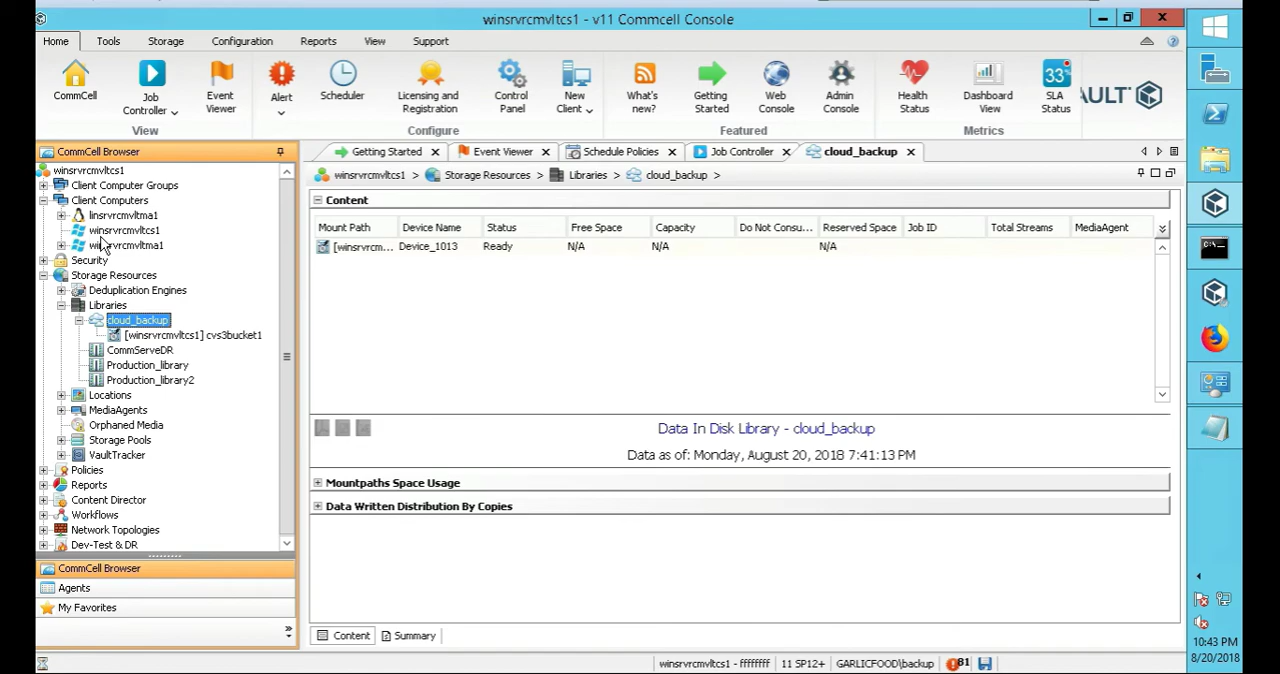 winsrvrcmvltcs1 - v11 Commcell Console
Home Tools Storage Configuration Reports View Support
CommCell
Job Controller
Event Viewer
Alert
Scheduler
Licensing and Registration
Control Panel
New Client
What's new?
Getting Started
Web Console
Admin Console
Health Status
Dashboard View
33%
SLA Status
AULT
View Configure Featured Metrics
CommCell Browser
Getting Started Event Viewer Schedule Policies Job Controller cloud_backup
winsrvrcmvltcs1 > Storage Resources > Libraries > cloud_backup >
winsrvrcmvltcs1
Client Computer Groups
Client Computers
linsrvrcmvltma1
winsrvrcmvltcs1
winsrvrcmvltma1
Security
Storage Resources
Deduplication Engines
Libraries
cloud_backup
[winsrvrcmvltcs1] cvs3bucket1
CommServeDR
Production_library
Production_library2
Locations
MediaAgents
Orphaned Media
Storage Pools
VaultTracker
Policies
Reports
Content Director
Workflows
Network Topologies
Dev-Test & DR
CommCell Browser
Agents
My Favorites
Content
Mount Path Device Name Status Free Space Capacity Do Not Consu... Reserved Space Job ID Total Streams MediaAgent
[winsrvrcm... Device_1013 Ready N/A N/A N/A
Data In Disk Library - cloud_backup
Data as of: Monday, August 20, 2018 7:41:13 PM
Mountpaths Space Usage
Data Written Distribution By Copies
Content Summary
winsrvrcmvltcs1 - ffffffff 11 SP12+ GARLICFOOD\backup 81
10:43 PM
8/20/2018